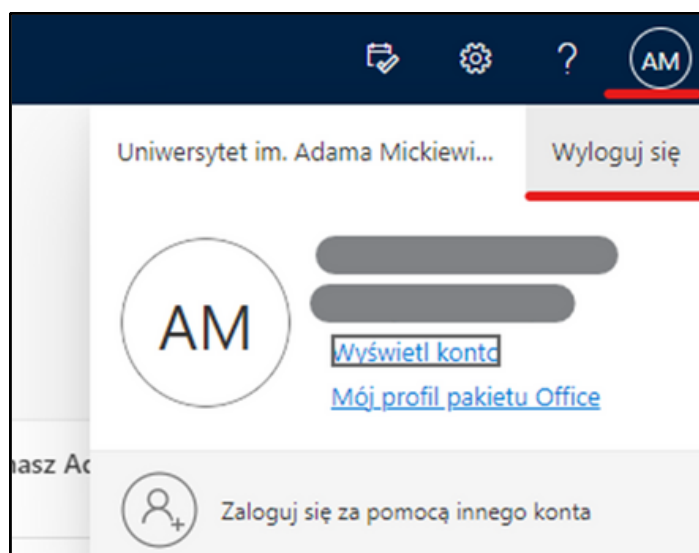 ? AM
Uniwersytet im. Adama Mickiewi... Wyloguj się
AM
Wyświetl konto
Mój profil pakietu Office
nasz Ad
Zaloguj się za pomocą innego konta